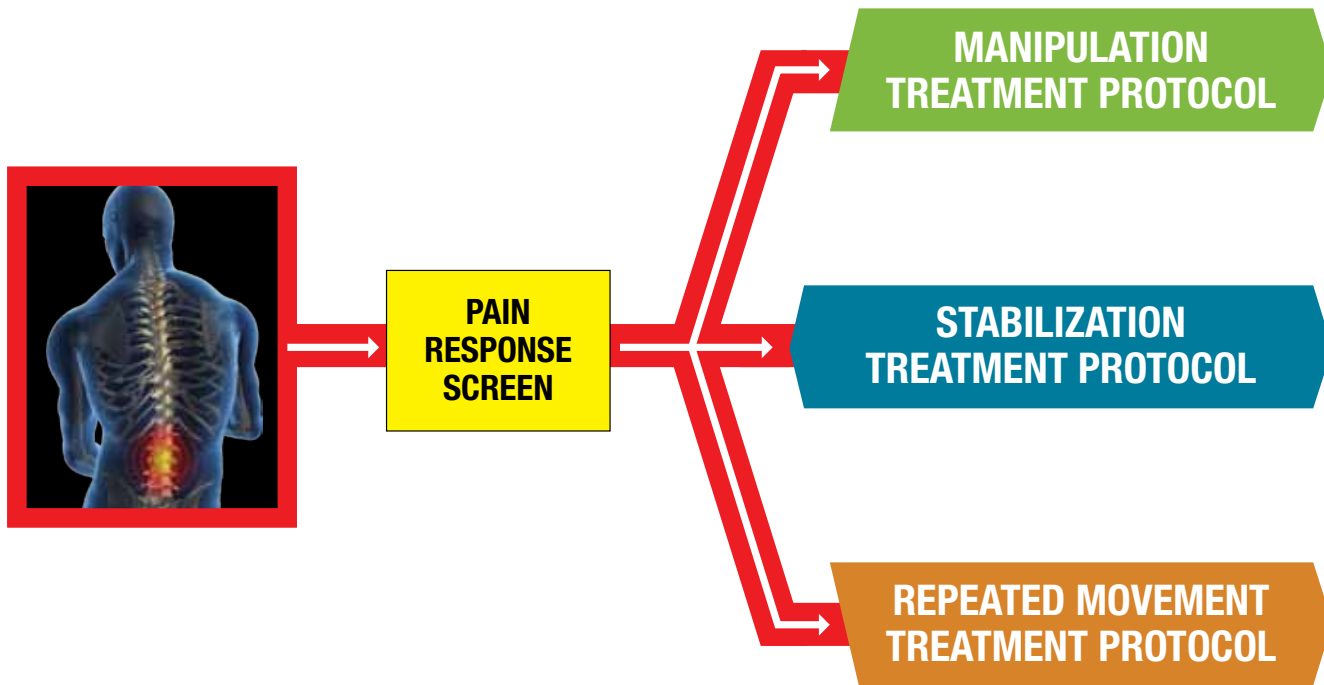 MANIPULATION
TREATMENT PROTOCOL
PAIN
RESPONSE
SCREEN
STABILIZATION
TREATMENT PROTOCOL
REPEATED MOVEMENT
TREATMENT PROTOCOL